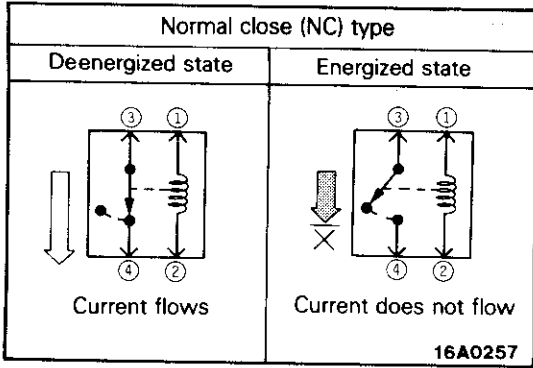 Normal close (NC) type
Deenergized state
Energized state
③ ①
④ ②
Current flows
③ ①
④ ②
Current does not flow
16A0257